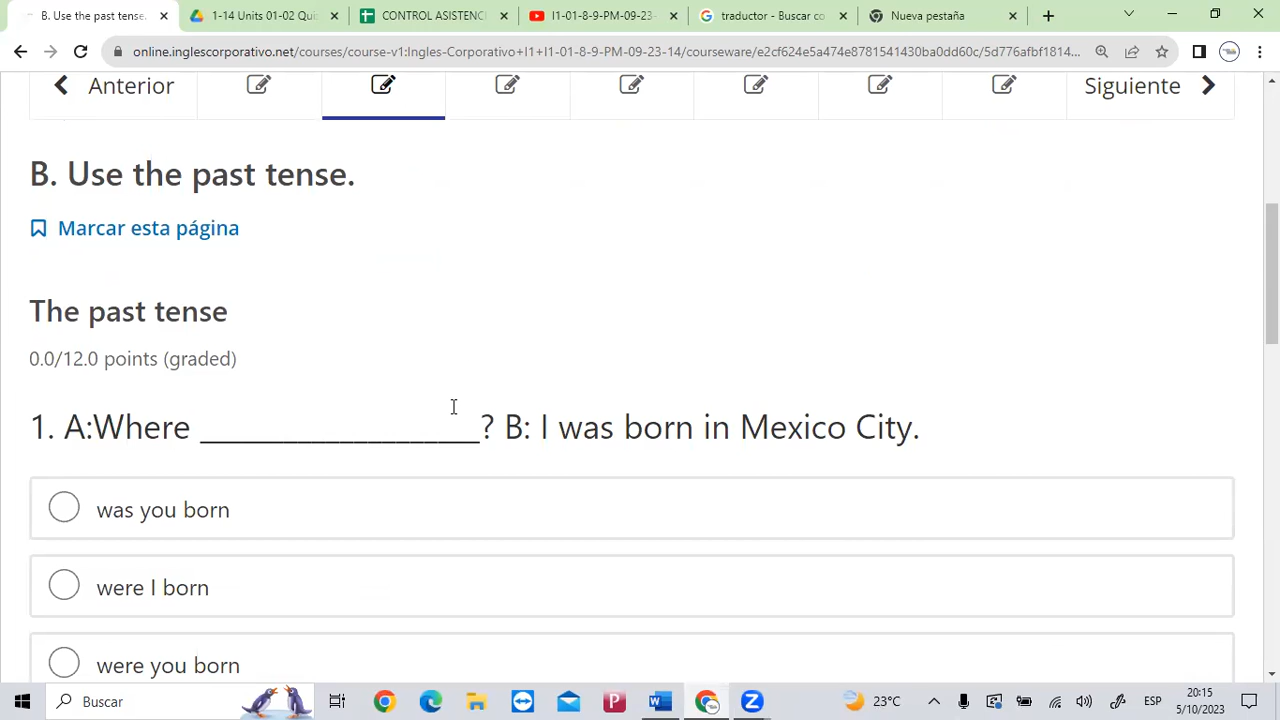 B. Use the past tense.
1-14 Units 01-02 Qui
CONTROL ASISTENC
I1-01-8-9-PM-09-23-
traductor - Buscar co
Nueva pestaña
online.inglescorporativo.net/courses/course-v1:Ingles-Corporativo+I1+I1-01-8-9-PM-09-23-14/courseware/e2cf624e5a474e8781541430ba0dd60c/5d776afbf1814...
Anterior
Siguiente
B. Use the past tense.
Marcar esta página
The past tense
0.0/12.0 points (graded)
1. A:Where ____________________? B: I was born in Mexico City.
was you born
were I born
were you born
Buscar
23°C
ESP
20:15
5/10/2023